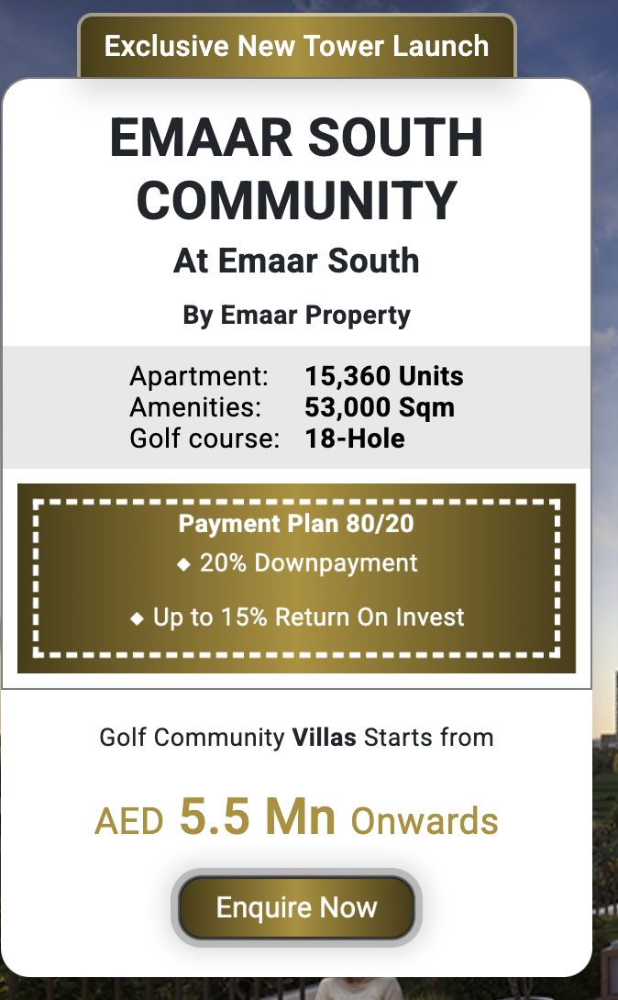 Exclusive New Tower Launch
EMAAR SOUTH
COMMUNITY
At Emaar South
By Emaar Property
Apartment: 15,360 Units
Amenities: 53,000 Sqm
Golf course: 18-Hole
Payment Plan 80/20
◆ 20% Downpayment
◆ Up to 15% Return On Invest
Golf Community Villas Starts from
AED 5.5 Mn Onwards
Enquire Now